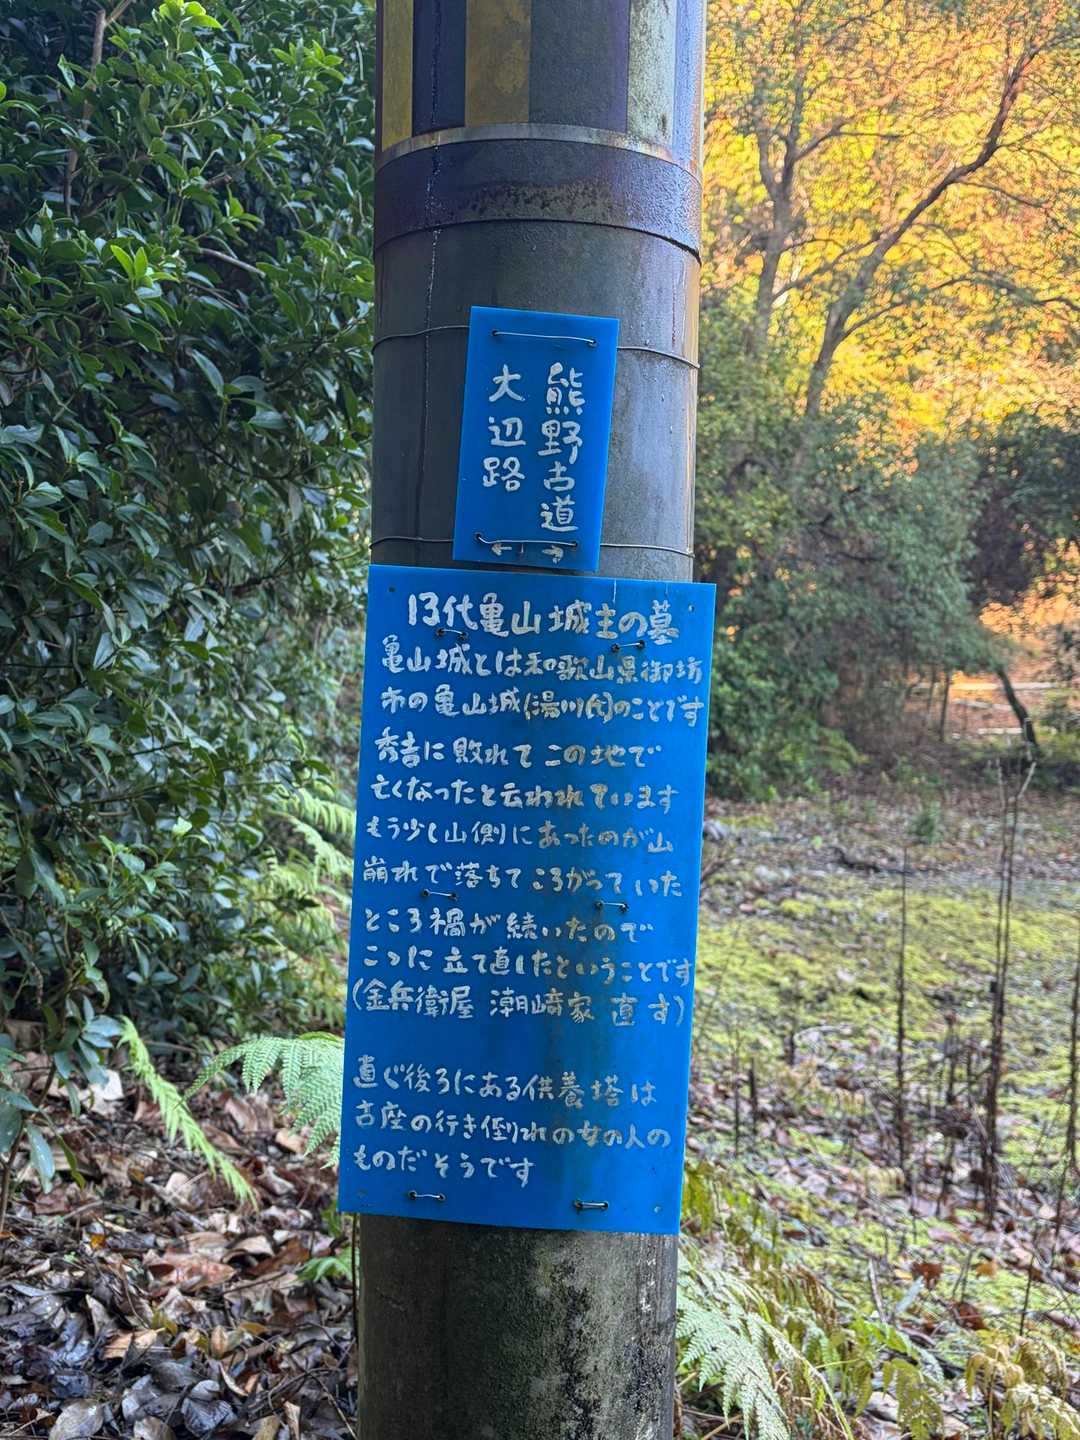 熊野古道
大辺路
←|→
13代亀山城主の墓
亀山城とは和歌山県御坊
市の亀山城(湯川氏)のことです
秀吉に敗れてこの地で
亡くなったと云われています
もう少し山側にあったのが山
崩れで落ちてころがっていた
ところ禍が続いたので
ここに立て直したということです
(金兵衛屋 潮崎家 直す)
直ぐ後ろにある供養塔は
古座の行き倒れの女の人の
ものだそうです